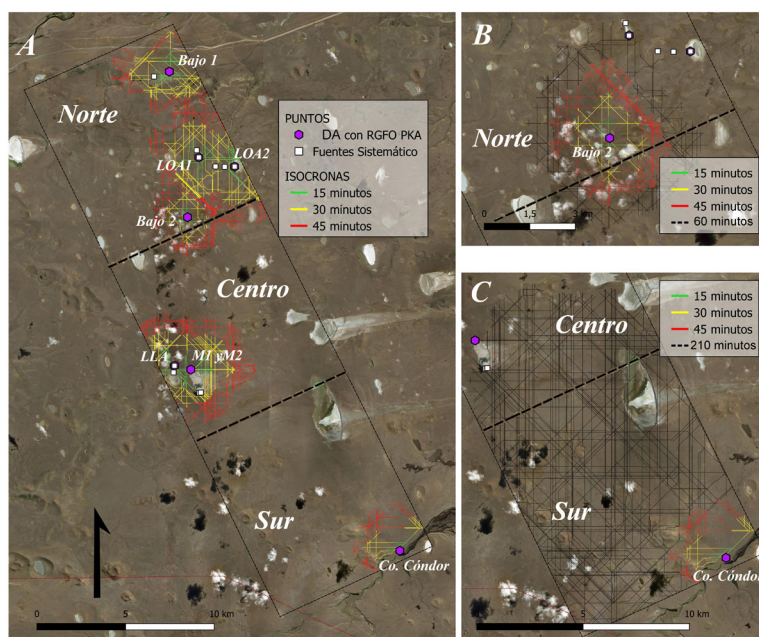 A
Bajo 1
Norte
LOA1
LOA2
Bajo 2
PUNTOS
DA con RGFO PKA
Fuentes Sistemático
ISOCRONAS
15 minutos
30 minutos
45 minutos
Centro
LLA
M1 yM2
Sur
Co. Cóndor
0
5
10 km
B
Norte
Bajo 2
15 minutos
30 minutos
45 minutos
60 minutos
0
1,5
3 km
C
Centro
15 minutos
30 minutos
45 minutos
210 minutos
Sur
Co. Cóndor
0
5
10 km